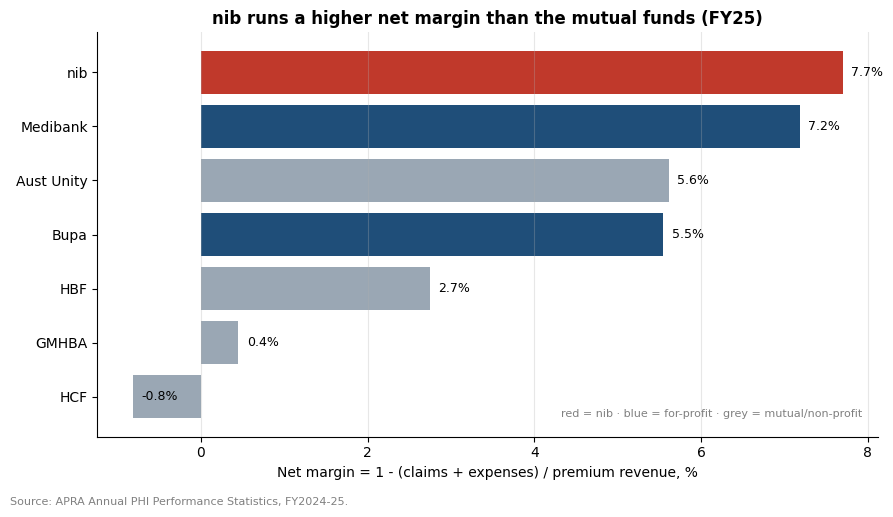 nib runs a higher net margin than the mutual funds (FY25)
nib
7.7%
Medibank
7.2%
Aust Unity
5.6%
Bupa
5.5%
HBF
2.7%
GMHBA
0.4%
HCF
-0.8%
red = nib · blue = for-profit · grey = mutual/non-profit
0 2 4 6 8
Net margin = 1 - (claims + expenses) / premium revenue, %
Source: APRA Annual PHI Performance Statistics, FY2024-25.